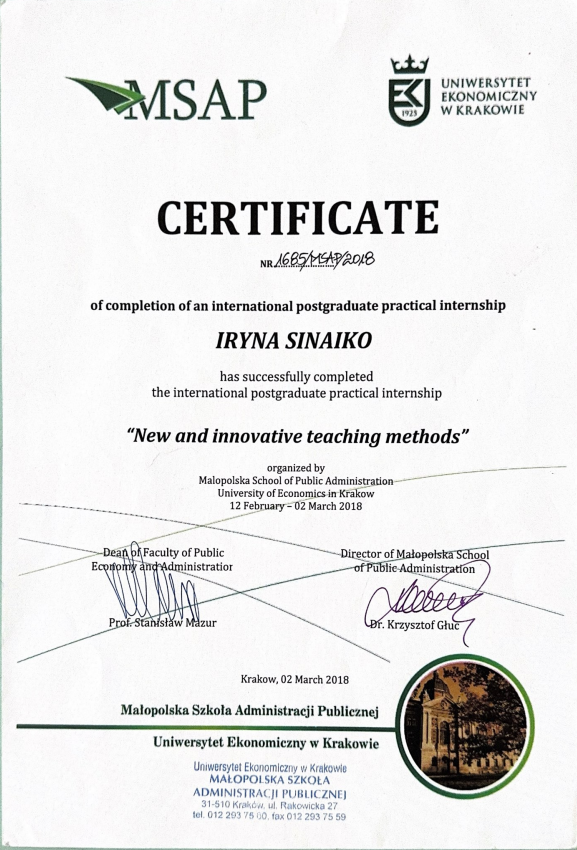 MSAP
UNIWERSYTET
EKONOMICZNY
W KRAKOWIE
EK
1925
CERTIFICATE
NR 1685/MSAP/2018
of completion of an international postgraduate practical internship
IRYNA SINAIKO
has successfully completed
the international postgraduate practical internship
“New and innovative teaching methods”
organized by
Malopolska School of Public Administration
University of Economics in Krakow
12 February – 02 March 2018
Dean of Faculty of Public
Economy and Administration
Prof. Stanisław Mazur
Director of Małopolska School
of Public Administration
Dr. Krzysztof Głuc
Krakow, 02 March 2018
Małopolska Szkoła Administracji Publicznej
Uniwersytet Ekonomiczny w Krakowie
Uniwersytet Ekonomiczny w Krakowie
MAŁOPOLSKA SZKOŁA
ADMINISTRACJI PUBLICZNEJ
31-510 Kraków, ul. Rakowicka 27
tel. 012 293 75 60, fax 012 293 75 59